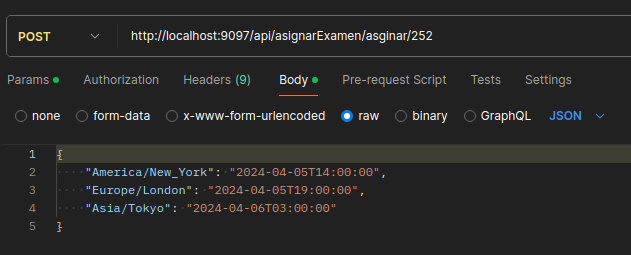 POST http://localhost:9097/api/asignarExamen/asginar/252
Params Authorization Headers (9) Body Pre-request Script Tests Settings
none form-data x-www-form-urlencoded raw binary GraphQL JSON
1 {
2 "America/New_York": "2024-04-05T14:00:00",
3 "Europe/London": "2024-04-05T19:00:00",
4 "Asia/Tokyo": "2024-04-06T03:00:00"
5 }